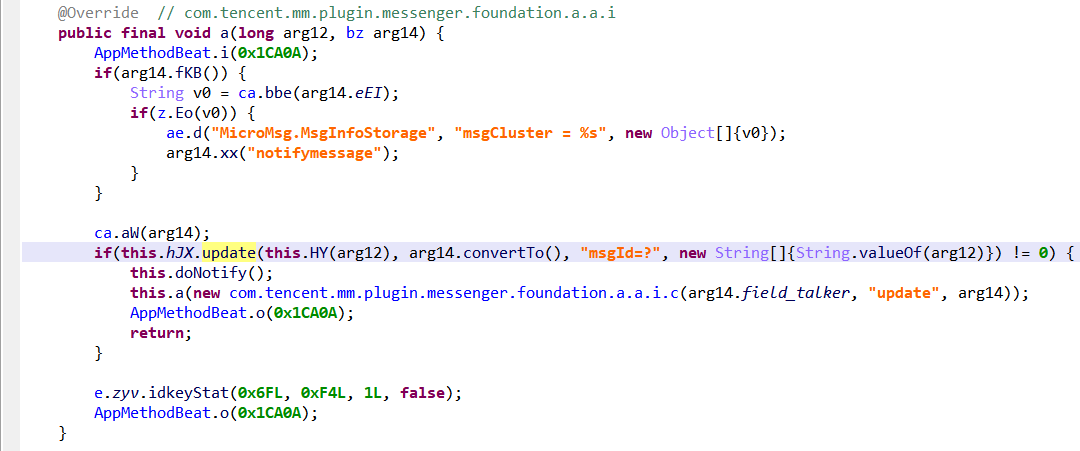 @Override  // com.tencent.mm.plugin.messenger.foundation.a.a.i
public final void a(long arg12, bz arg14) {
    AppMethodBeat.i(0x1CA0A);
    if(arg14.fKB()) {
        String v0 = ca.bbe(arg14.eEI);
        if(z.Eo(v0)) {
            ae.d("MicroMsg.MsgInfoStorage", "msgCluster = %s", new Object[]{v0});
            arg14.xx("notifymessage");
        }
    }

    ca.aW(arg14);
    if(this.hJX.update(this.HY(arg12), arg14.convertTo(), "msgId=?", new String[]{String.valueOf(arg12)}) != 0) {
        this.doNotify();
        this.a(new com.tencent.mm.plugin.messenger.foundation.a.a.i.c(arg14.field_talker, "update", arg14));
        AppMethodBeat.o(0x1CA0A);
        return;
    }

    e.zyv.idkeyStat(0x6FL, 0xF4L, 1L, false);
    AppMethodBeat.o(0x1CA0A);
}